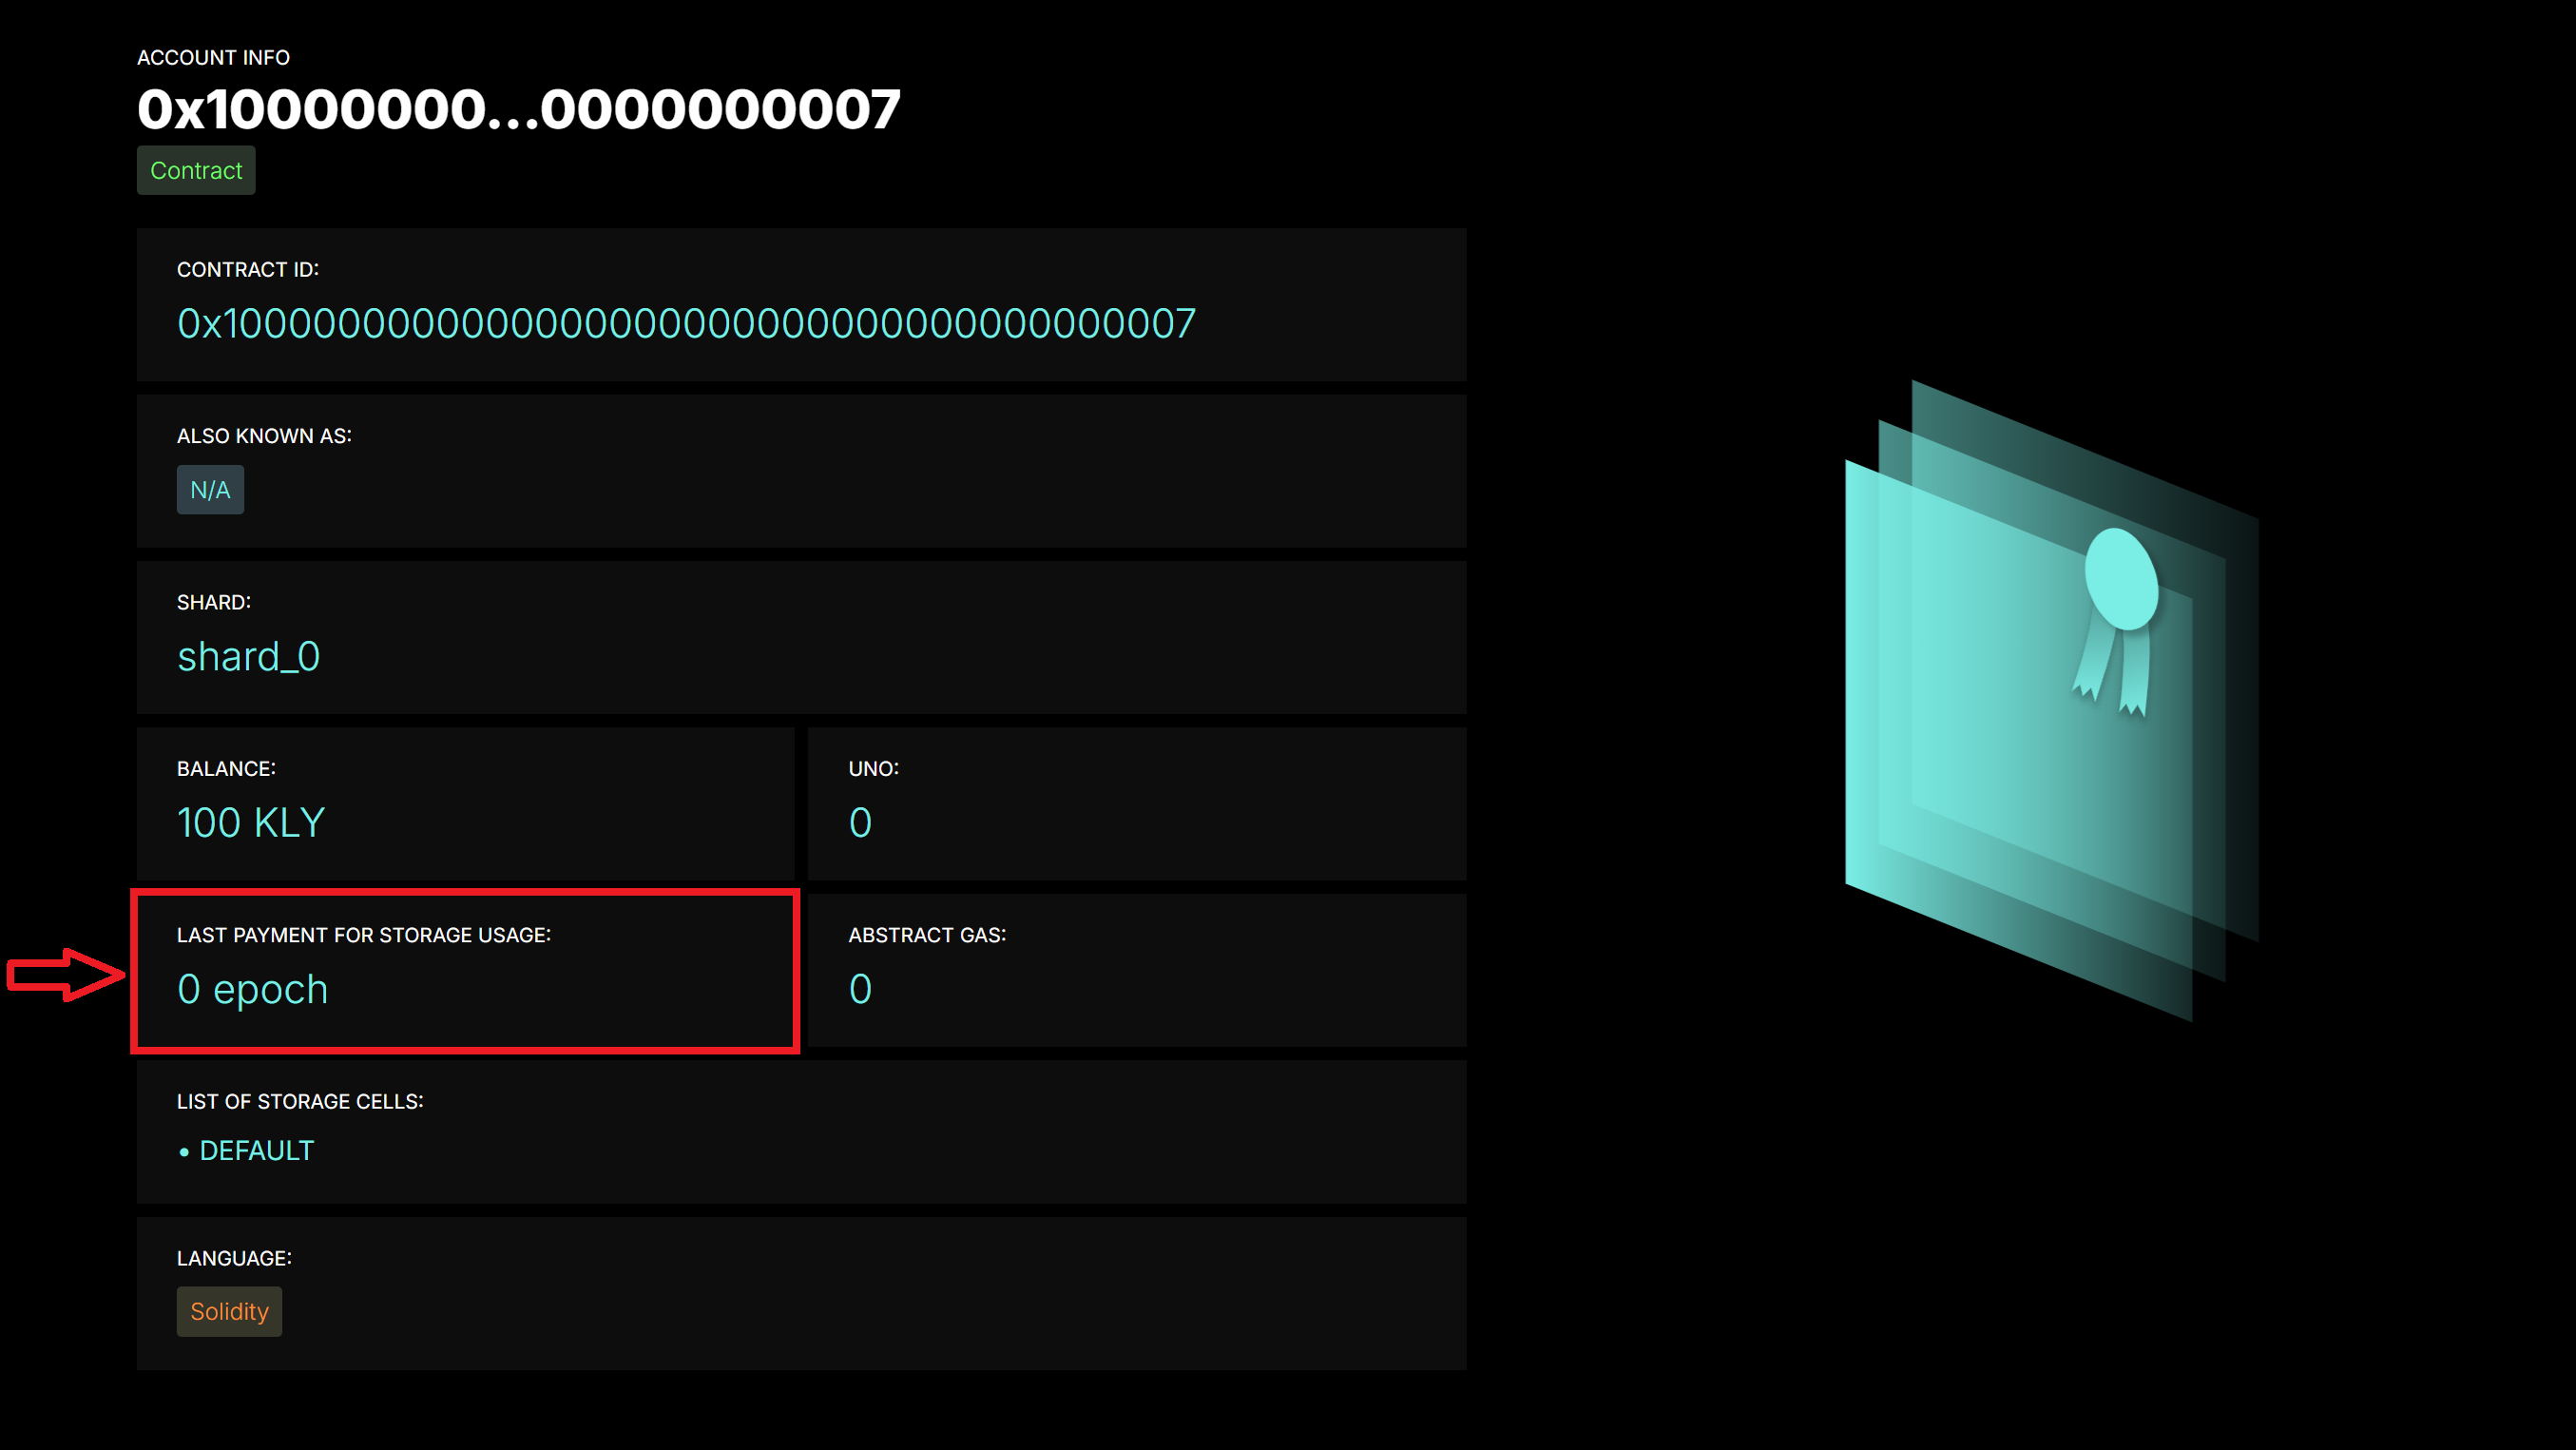 ACCOUNT INFO
0x10000000...0000000007
Contract
CONTRACT ID:
0x1000000000000000000000000000000000000007
ALSO KNOWN AS:
N/A
SHARD:
shard_0
BALANCE:
100 KLY
UNO:
0
LAST PAYMENT FOR STORAGE USAGE:
0 epoch
ABSTRACT GAS:
0
LIST OF STORAGE CELLS:
• DEFAULT
LANGUAGE:
Solidity